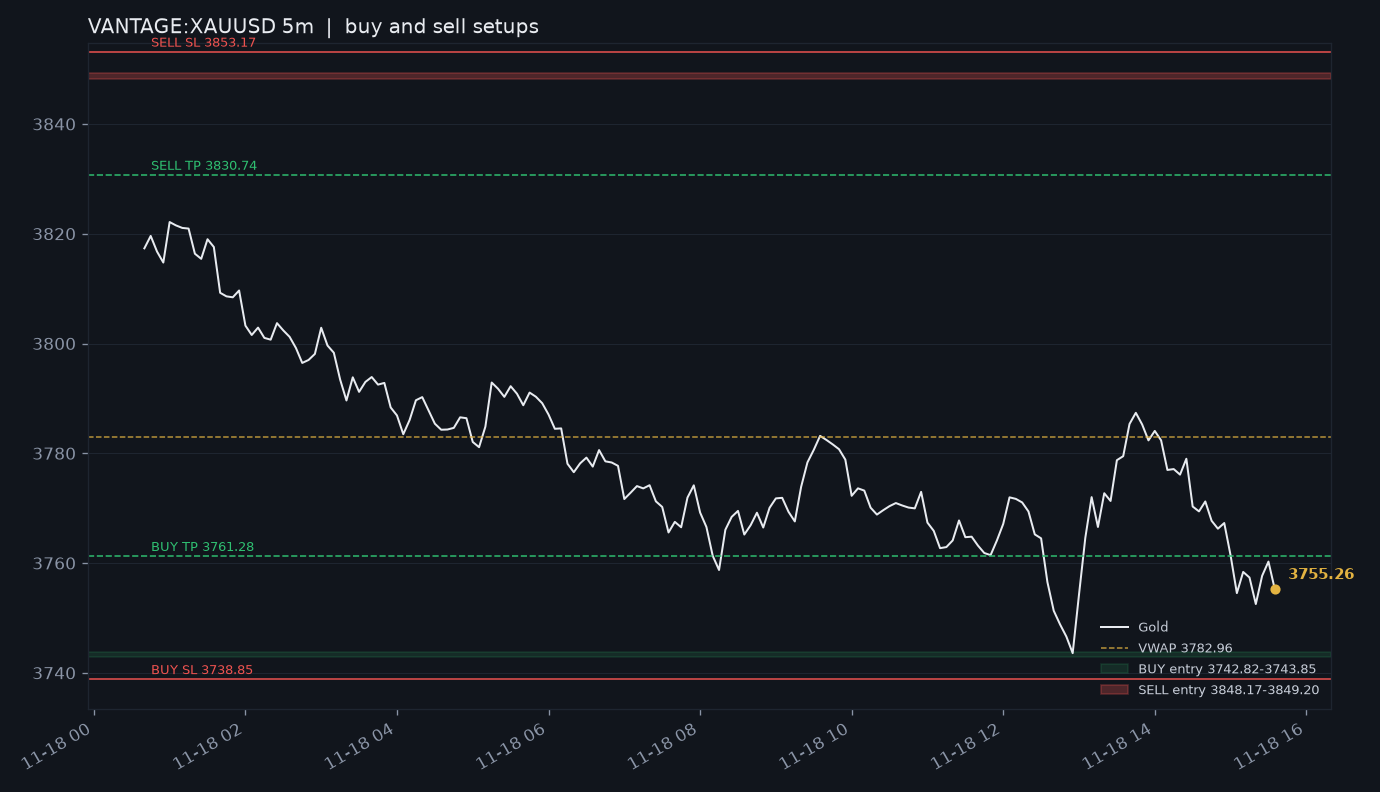 VANTAGE:XAUUSD 5m | buy and sell setups
SELL SL 3853.17
3840
SELL TP 3830.74
3820
3800
3780
BUY TP 3761.28
3760
3755.26
Gold
VWAP 3782.96
BUY entry 3742.82-3743.85
SELL entry 3848.17-3849.20
BUY SL 3738.85
3740
11-18 00
11-18 02
11-18 04
11-18 06
11-18 08
11-18 10
11-18 12
11-18 14
11-18 16